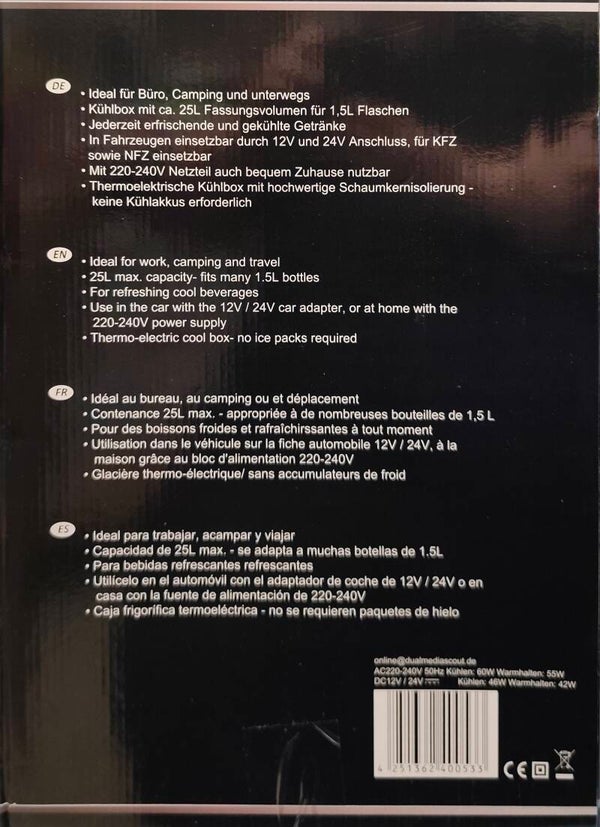 DE
• Ideal für Büro, Camping und unterwegs
• Kühlbox mit ca. 25L Fassungsvolumen für 1,5L Flaschen
• Jederzeit erfrischende und gekühlte Getränke
• In Fahrzeugen einsetzbar durch 12V und 24V Anschluss, für KFZ
sowie NFZ einsetzbar
• Mit 220-240V Netzteil auch bequem Zuhause nutzbar
• Thermoelektrische Kühlbox mit hochwertige Schaumkernisolierung -
keine Kühlakkus erforderlich
EN
• Ideal for work, camping and travel
• 25L max. capacity- fits many 1.5L bottles
• For refreshing cool beverages
• Use in the car with the 12V / 24V car adapter, or at home with the
220-240V power supply
• Thermo-electric cool box- no ice packs required
FR
• Idéal au bureau, au camping ou et déplacement
• Contenance 25L max. - appropriée à de nombreuses bouteilles de 1,5 L
• Pour des boissons froides et rafraîchirssantes à tout moment
• Utilisation dans le véhicule sur la fiche automobile 12V / 24V, à la
maison grâce au bloc d'alimentation 220-240V
• Glacière thermo-électrique/ sans accumulateurs de froid
ES
• Ideal para trabajar, acampar y viajar
• Capacidad de 25L max. - se adapta a muchas botellas de 1.5L
• Para bebidas refrescantes refrescantes
• Utilícelo en el automóvil con el adaptador de coche de 12V / 24V o en
casa con la fuente de alimentación de 220-240V
• Caja frigorífica termoeléctrica - no se requieren paquetes de hielo
online@dualmediascout.de
AC220-240V 50Hz Kühlen: 60W Warmhalten: 55W
DC12V / 24V Kühlen: 46W Warmhalten: 42W
4 251362 400533
CE